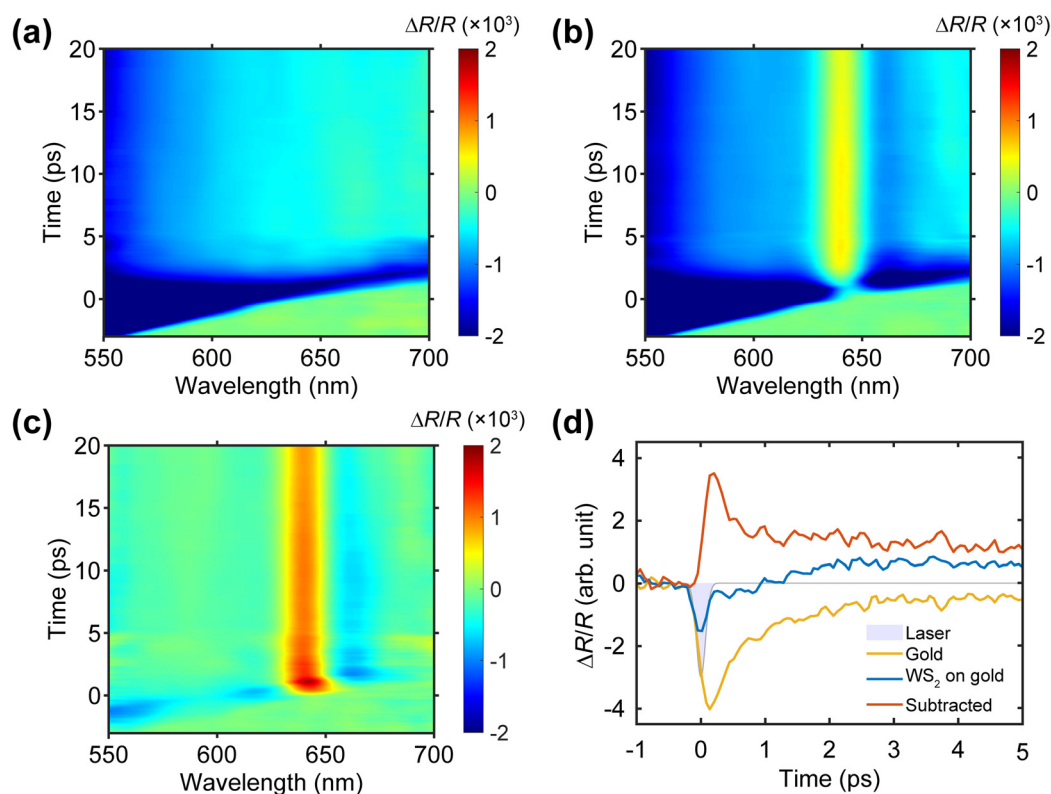 (a)
ΔR/R (×10³)
20
15
10
5
0
Time (ps)
550 600 650 700
Wavelength (nm)
2
1
0
-1
-2
(b)
ΔR/R (×10³)
20
15
10
5
0
Time (ps)
550 600 650 700
Wavelength (nm)
2
1
0
-1
-2
(c)
ΔR/R (×10³)
20
15
10
5
0
Time (ps)
550 600 650 700
Wavelength (nm)
2
1
0
-1
-2
(d)
4
2
0
-2
-4
ΔR/R (arb. unit)
Laser
Gold
WS₂ on gold
Subtracted
-1 0 1 2 3 4 5
Time (ps)